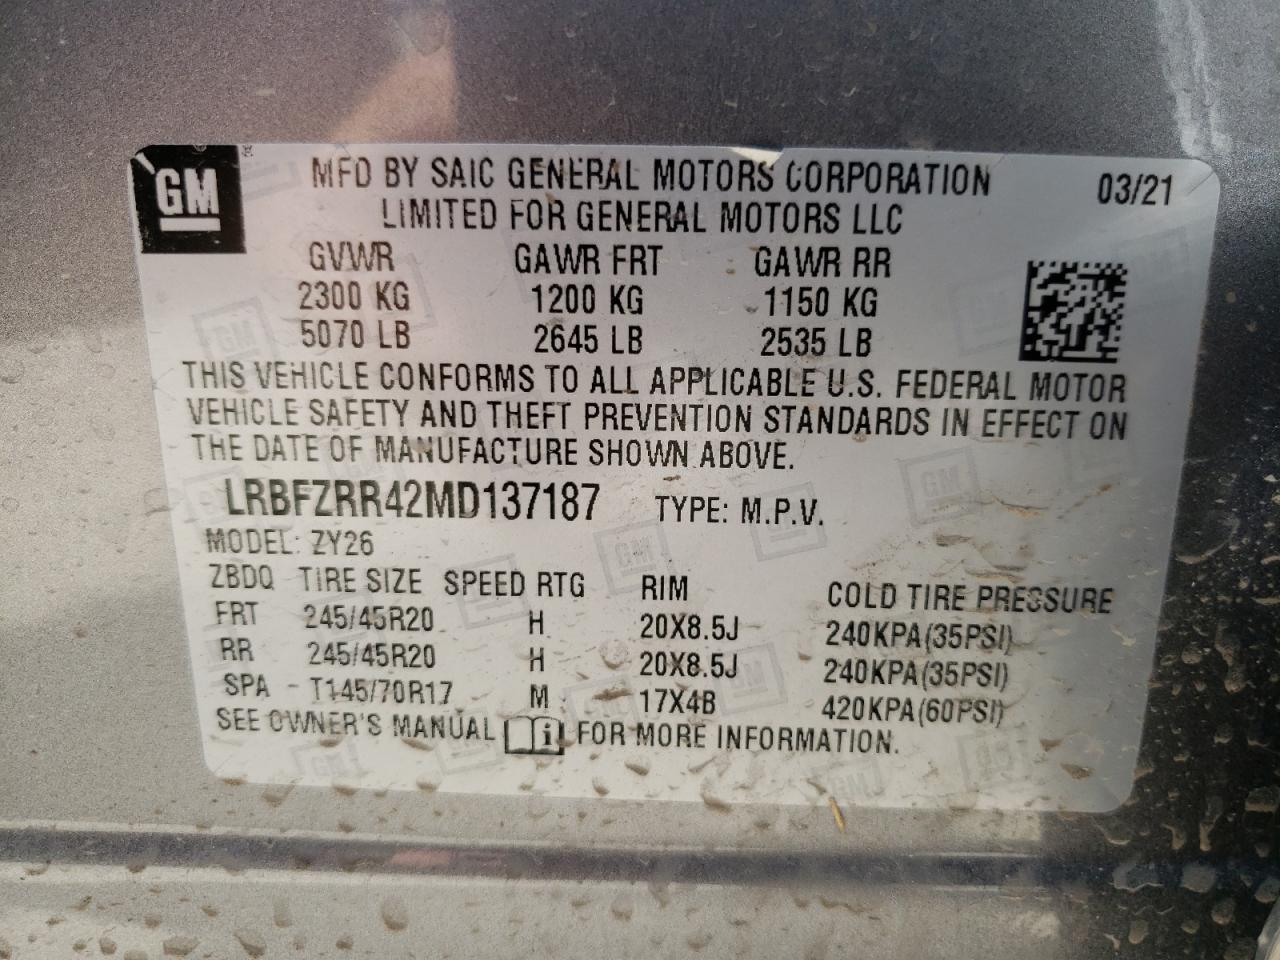 GM
MFD BY SAIC GENERAL MOTORS CORPORATION 03/21
LIMITED FOR GENERAL MOTORS LLC
GVWR GAWR FRT GAWR RR
2300 KG 1200 KG 1150 KG
5070 LB 2645 LB 2535 LB
THIS VEHICLE CONFORMS TO ALL APPLICABLE U.S. FEDERAL MOTOR
VEHICLE SAFETY AND THEFT PREVENTION STANDARDS IN EFFECT ON
THE DATE OF MANUFACTURE SHOWN ABOVE.
LRBFZRR42MD137187 TYPE: M.P.V.
MODEL: ZY26
ZBDQ TIRE SIZE SPEED RTG RIM COLD TIRE PRESSURE
FRT 245/45R20 H 20X8.5J 240KPA(35PSI)
RR 245/45R20 H 20X8.5J 240KPA(35PSI)
SPA T145/70R17 M 17X4B 420KPA(60PSI)
SEE OWNER'S MANUAL i FOR MORE INFORMATION.